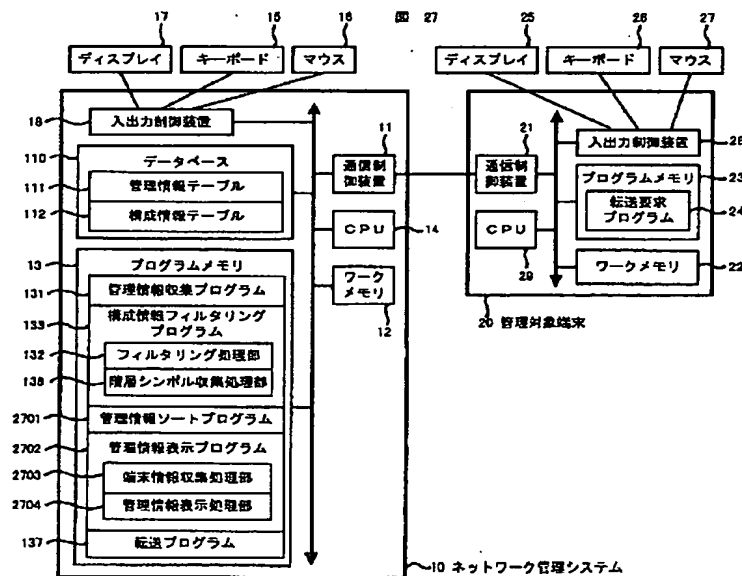 図 27
17
15
16
25
26
27
ディスプレイ
キーボード
マウス
ディスプレイ
キーボード
マウス
18
入出力制御装置
110
データベース
111
管理情報テーブル
112
構成情報テーブル
13
プログラムメモリ
131
管理情報収集プログラム
133
構成情報フィルタリング
プログラム
132
フィルタリング処理部
138
階層シンボル収集処理部
2701
管理情報ソートプログラム
2702
管理情報表示プログラム
2703
端末情報収集処理部
2704
管理情報表示処理部
137
転送プログラム
11
通信制
御装置
CPU
14
ワーク
メモリ
12
10 ネットワーク管理システム
21
通信制
御装置
CPU
29
入出力制御装置
28
プログラムメモリ
23
転送要求
プログラム
24
ワークメモリ
22
20 管理対象端末